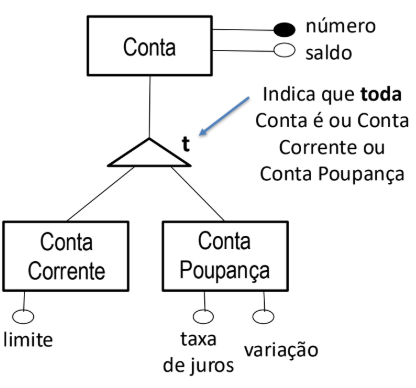 Conta
número
saldo
Indica que toda
Conta é ou Conta
Corrente ou
Conta Poupança
t
Conta
Corrente
Conta
Poupança
limite
taxa
de juros
variação